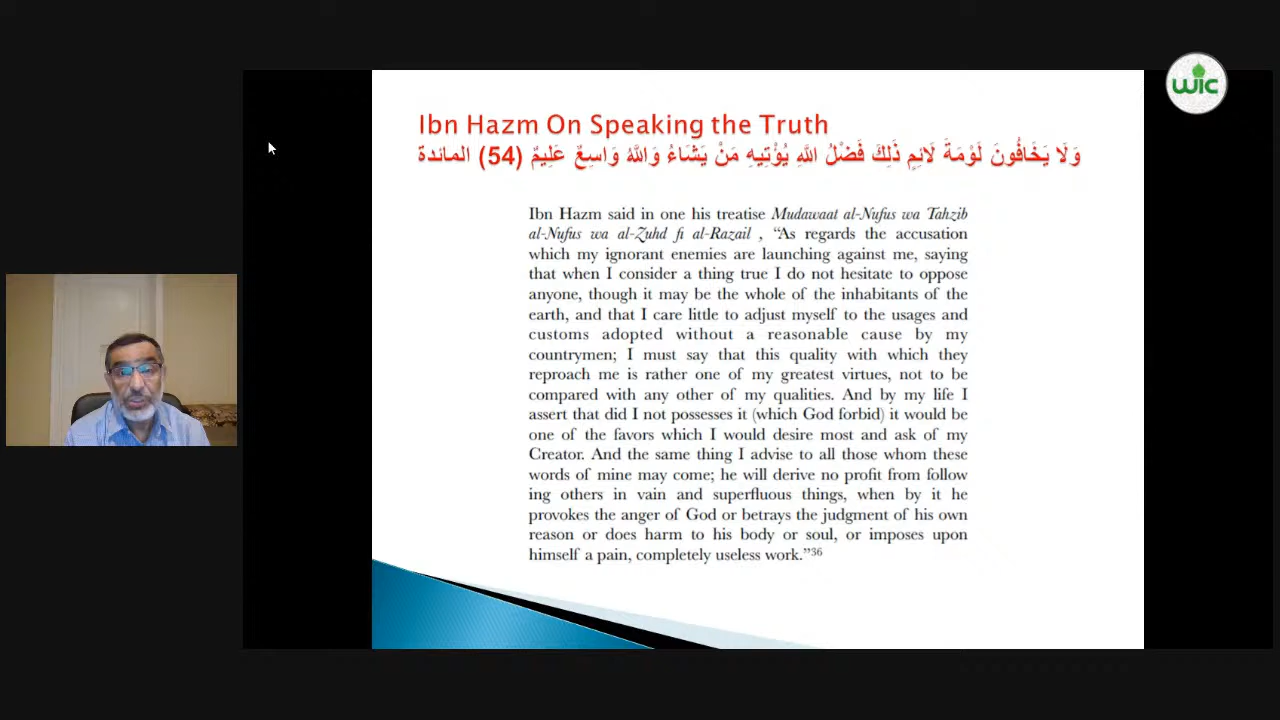 WIC
Ibn Hazm On Speaking the Truth
وَلَا يَخَافُونَ لَوْمَةَ لَائِمٍ ذَلِكَ فَضْلُ اللَّهِ يُؤْتِيهِ مَنْ يَشَاءُ وَاللَّهُ وَاسِعٌ عَلِيمٌ (54) المائدة
Ibn Hazm said in one his treatise Mudawaat al-Nufus wa Tahzib
al-Nufus wa al-Zuhd fi al-Razail , “As regards the accusation
which my ignorant enemies are launching against me, saying
that when I consider a thing true I do not hesitate to oppose
anyone, though it may be the whole of the inhabitants of the
earth, and that I care little to adjust myself to the usages and
customs adopted without a reasonable cause by my
countrymen; I must say that this quality with which they
reproach me is rather one of my greatest virtues, not to be
compared with any other of my qualities. And by my life I
assert that did I not possesses it (which God forbid) it would be
one of the favors which I would desire most and ask of my
Creator. And the same thing I advise to all those whom these
words of mine may come; he will derive no profit from follow
ing others in vain and superfluous things, when by it he
provokes the anger of God or betrays the judgment of his own
reason or does harm to his body or soul, or imposes upon
himself a pain, completely useless work.”36